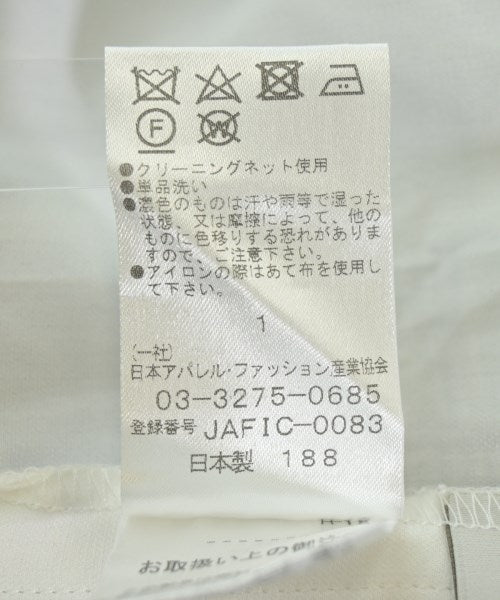 F W
●クリーニングネット使用
●単品洗い
●濃色のものは汗や雨等で湿った
状態、又は摩擦によって、他の
ものに色移りする恐れがありま
すので、ご注意下さい。
●アイロンの際はあて布を使用し
て下さい。
1
(一社)
日本アパレル・ファッション産業協会
03-3275-0685
登録番号 JAFIC-0083
日本製 188
お取扱い上の御